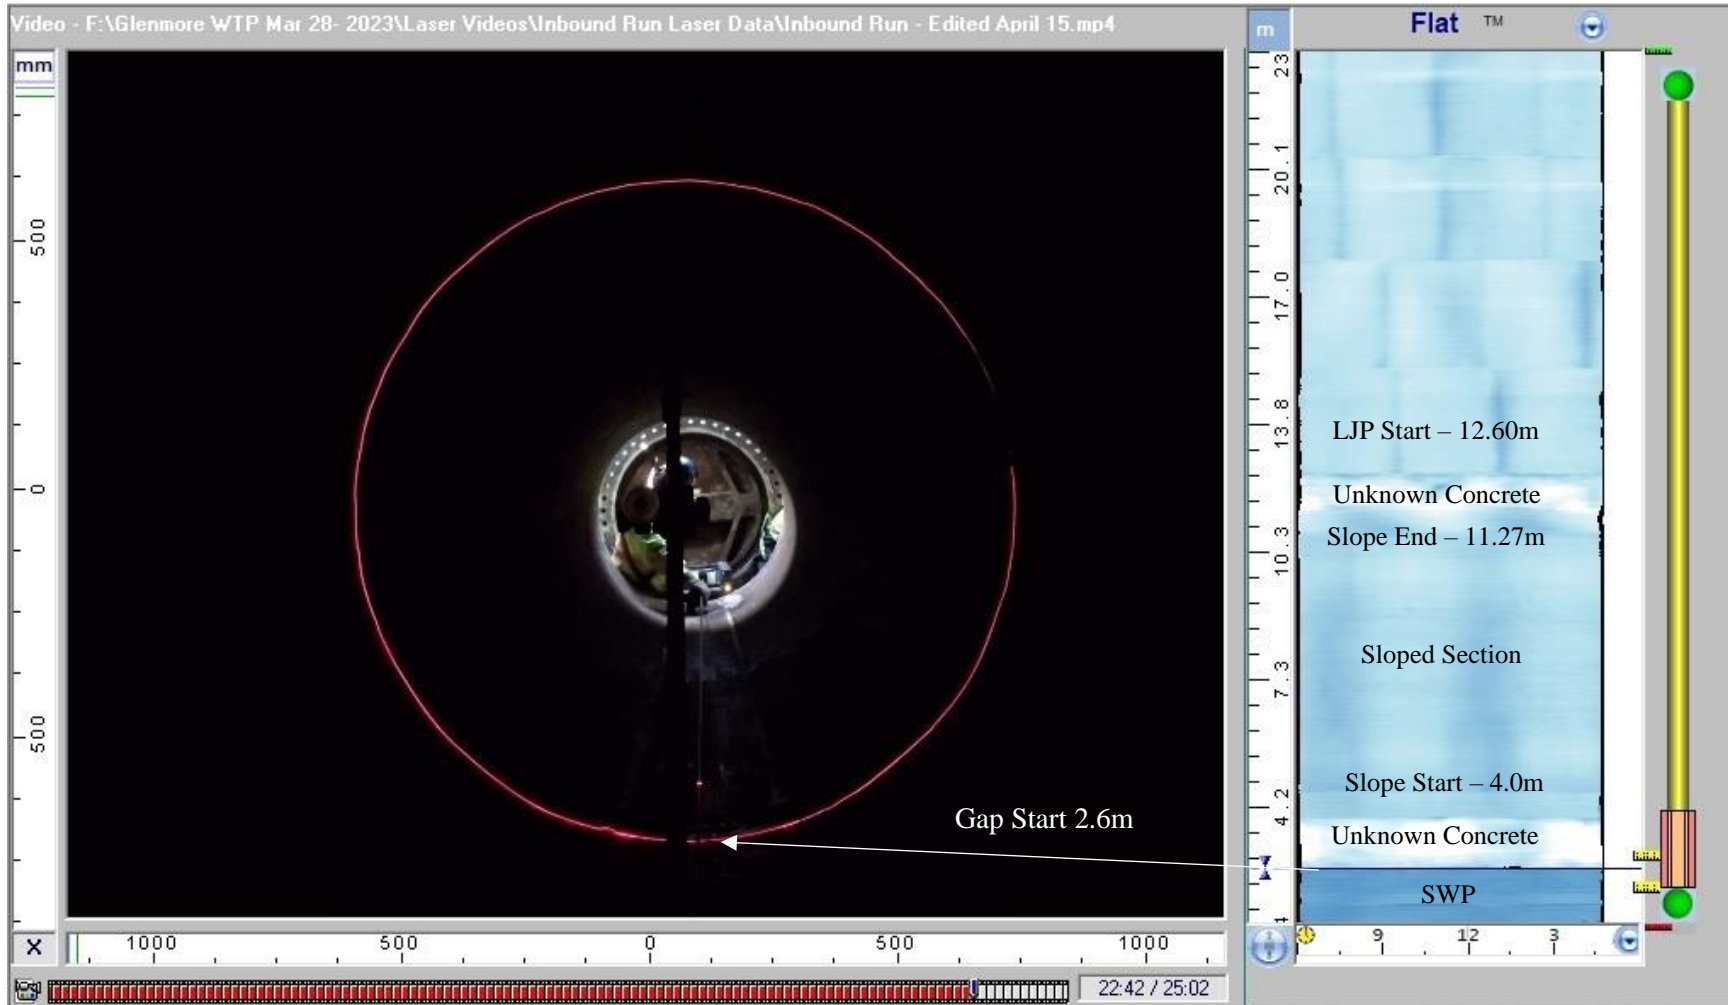 Video - F:\Glenmore WTP Mar 28- 2023\Laser Videos\Inbound Run Laser Data\Inbound Run - Edited April 15.mp4
m
Flat ™
mm
500
0
500
23
20.1
17.0
13.8
10.3
7.3
4.2
1
LJP Start – 12.60m
Unknown Concrete
Slope End – 11.27m
Sloped Section
Slope Start – 4.0m
Gap Start 2.6m
Unknown Concrete
SWP
X
1000 500 0 500 1000
9 12 3
22:42 / 25:02